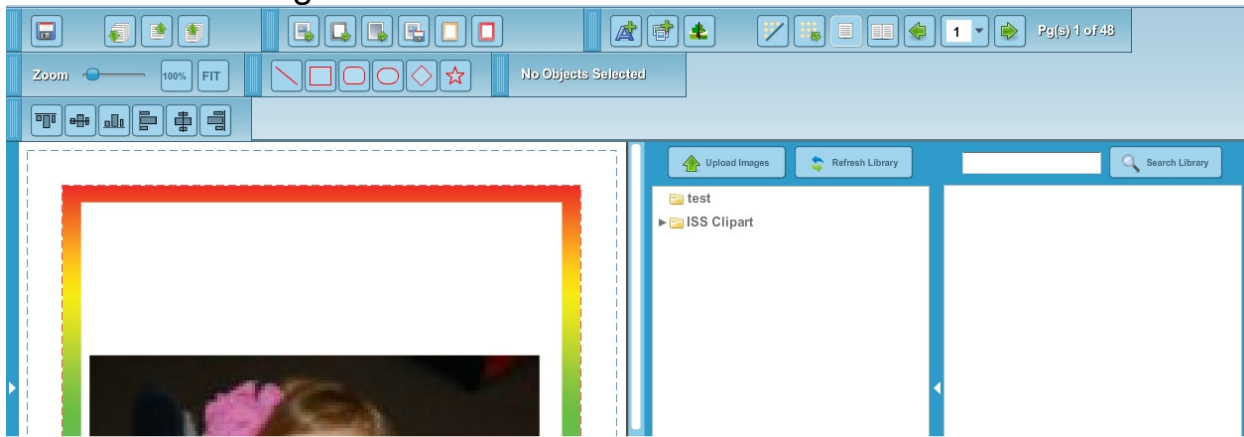 1 Pg(s) 1 of 48
Zoom 100% FIT No Objects Selected
Upload Images Refresh Library Search Library
test
ISS Clipart